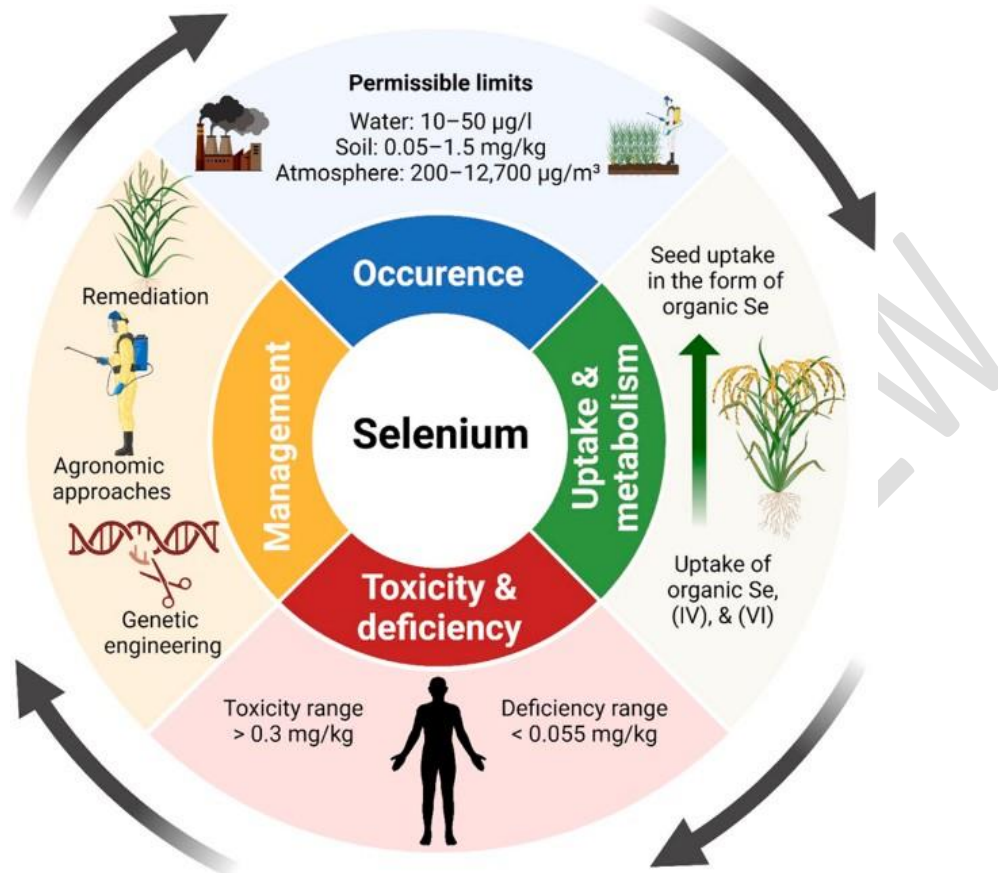 Permissible limits
Water: 10–50 µg/l
Soil: 0.05–1.5 mg/kg
Atmosphere: 200–12,700 µg/m³
Occurence
Seed uptake
in the form of
organic Se
Uptake &
metabolism
Uptake of
organic Se,
(IV), & (VI)
Toxicity &
deficiency
Toxicity range
> 0.3 mg/kg
Deficiency range
< 0.055 mg/kg
Management
Remediation
Agronomic
approaches
Genetic
engineering
Selenium